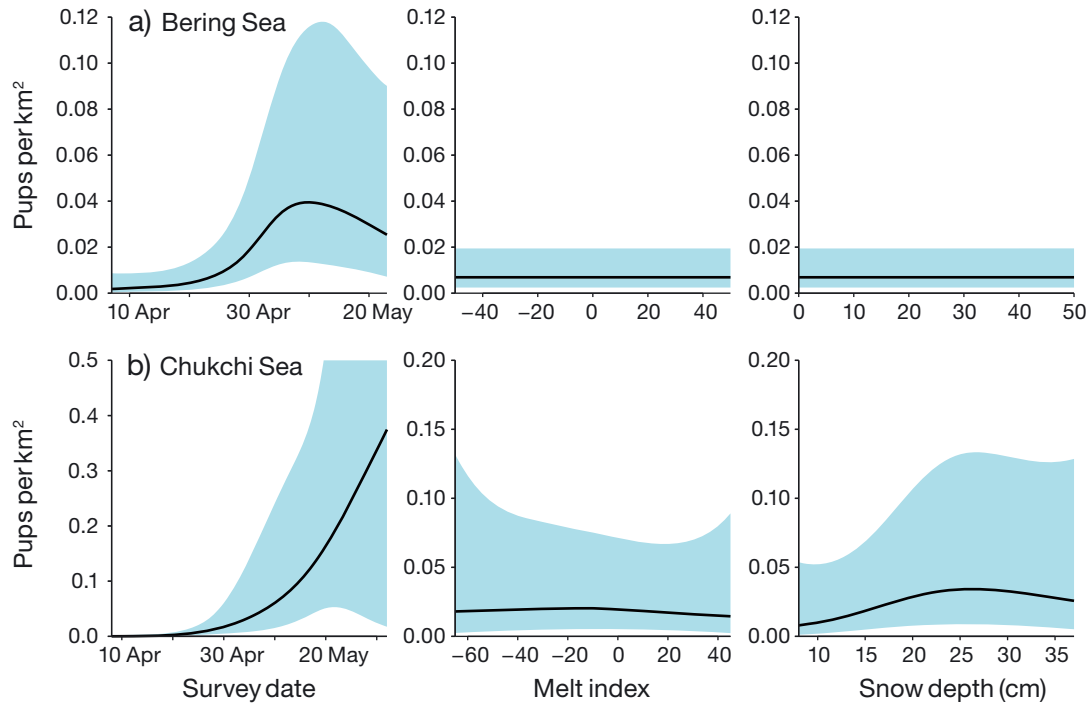 a) Bering Sea
Pups per km²
0.12
0.10
0.08
0.06
0.04
0.02
0.00
10 Apr 30 Apr 20 May
0.12
0.10
0.08
0.06
0.04
0.02
0.00
−40 −20 0 20 40
0.12
0.10
0.08
0.06
0.04
0.02
0.00
0 10 20 30 40 50
b) Chukchi Sea
Pups per km²
0.5
0.4
0.3
0.2
0.1
0.0
10 Apr 30 Apr 20 May
Survey date
0.20
0.15
0.10
0.05
0.00
−60 −40 −20 0 20 40
Melt index
0.20
0.15
0.10
0.05
0.00
10 15 20 25 30 35
Snow depth (cm)